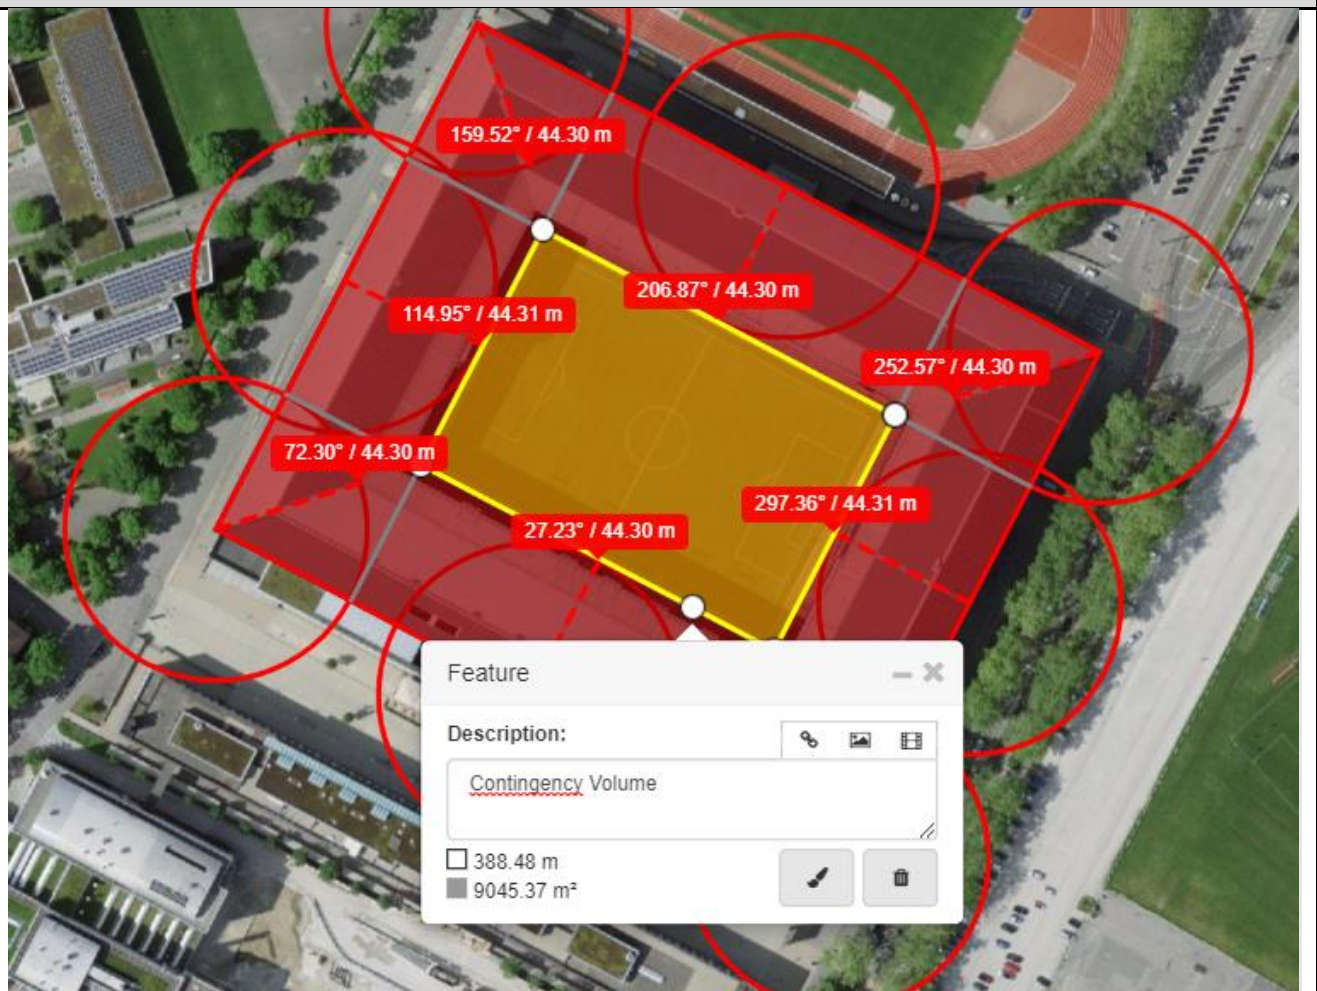 159.52° / 44.30 m
206.87° / 44.30 m
114.95° / 44.31 m
252.57° / 44.30 m
72.30° / 44.30 m
297.36° / 44.31 m
27.23° / 44.30 m
Feature
Description:
Contingency Volume
388.48 m
9045.37 m²